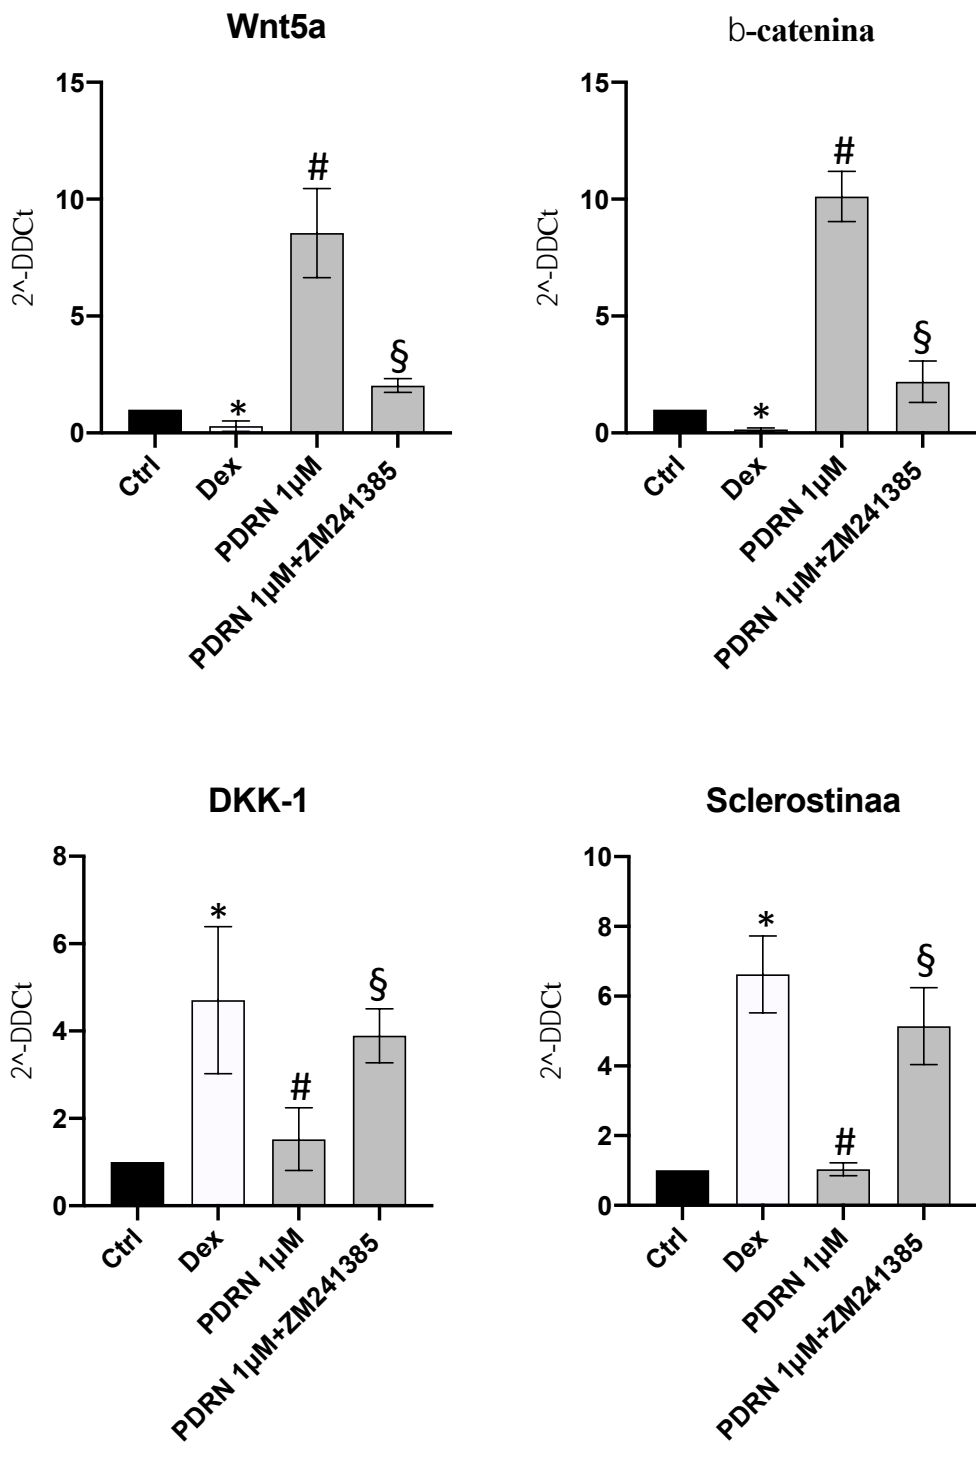 Wnt5a
2^-DDCt
15
10
5
0
#
§
*
Ctrl
Dex
PDRN 1µM
PDRN 1µM+ZM241385
b-catenina
2^-DDCt
15
10
5
0
#
§
*
Ctrl
Dex
PDRN 1µM
PDRN 1µM+ZM241385
DKK-1
2^-DDCt
8
6
4
2
0
*
§
#
Ctrl
Dex
PDRN 1µM
PDRN 1µM+ZM241385
Sclerostinaa
2^-DDCt
10
8
6
4
2
0
*
§
#
Ctrl
Dex
PDRN 1µM
PDRN 1µM+ZM241385